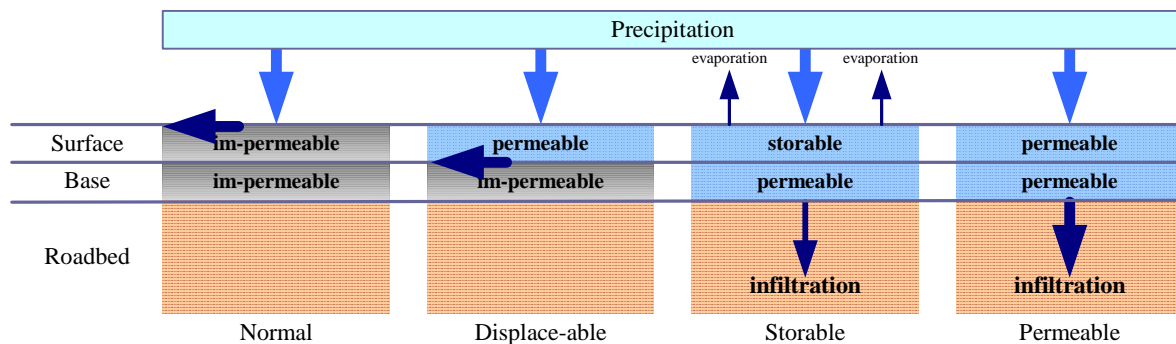 Precipitation
evaporation evaporation
Surface im-permeable permeable storable permeable
Base im-permeable im-permeable permeable permeable
Roadbed
infiltration infiltration
Normal Displace-able Storable Permeable